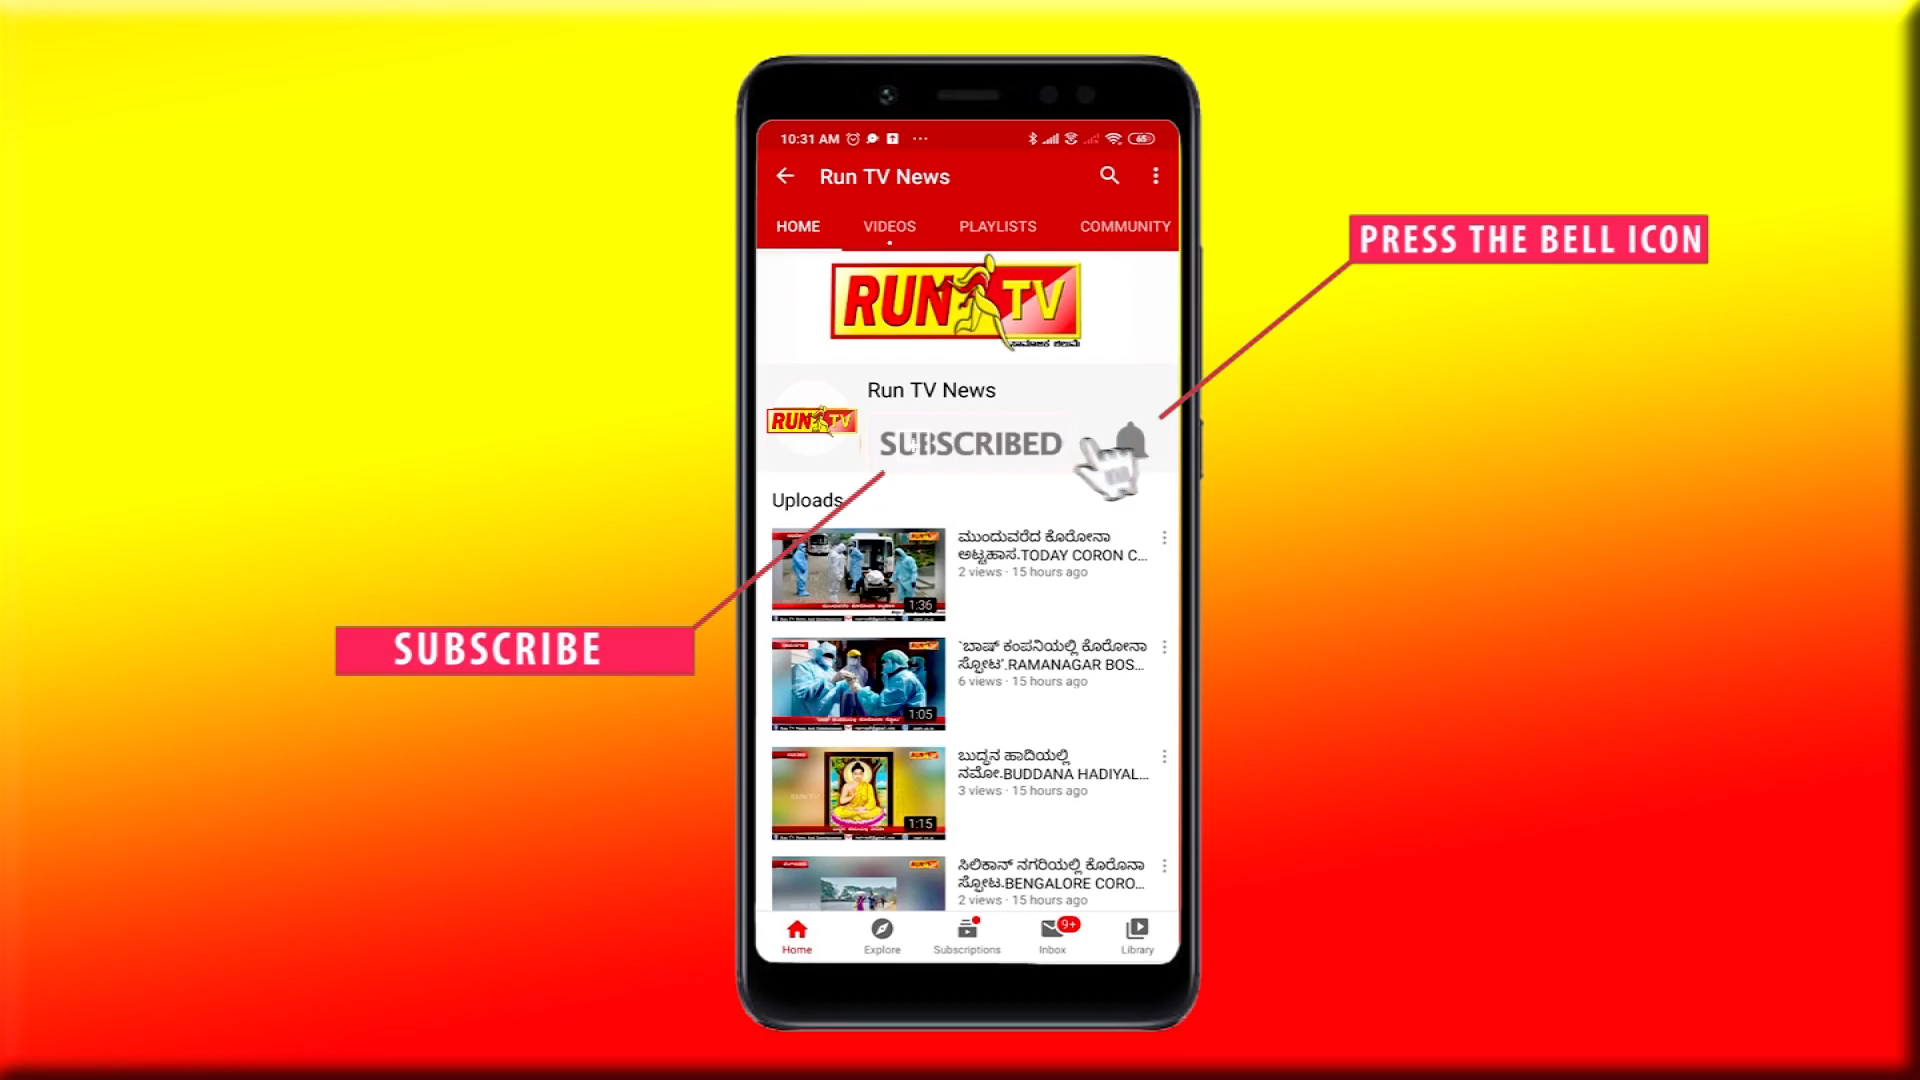 10:31 AM
65
Run TV News
HOME VIDEOS PLAYLISTS COMMUNITY
PRESS THE BELL ICON
RUN TV
ಸಾಮಾಜಿಕ ಚಿಲುಮೆ
Run TV News
RUN TV
SUBSCRIBED
Uploads
ಮುಂದುವರೆದ ಕೊರೋನಾ
ಅಟ್ಟಹಾಸ.TODAY CORON C...
2 views · 15 hours ago
1:36
SUBSCRIBE
`ಬಾಷ್ ಕಂಪನಿಯಲ್ಲಿ ಕೊರೋನಾ
ಸ್ಫೋಟ'.RAMANAGAR BOS...
6 views · 15 hours ago
1:05
ಬುದ್ಧನ ಹಾದಿಯಲ್ಲಿ
ನಮೋ.BUDDANA HADIYAL...
3 views · 15 hours ago
1:15
ಸಿಲಿಕಾನ್ ನಗರಿಯಲ್ಲಿ ಕೊರೊನಾ
ಸ್ಫೋಟ.BENGALORE CORO...
2 views · 15 hours ago
9+
Home Explore Subscriptions Inbox Library